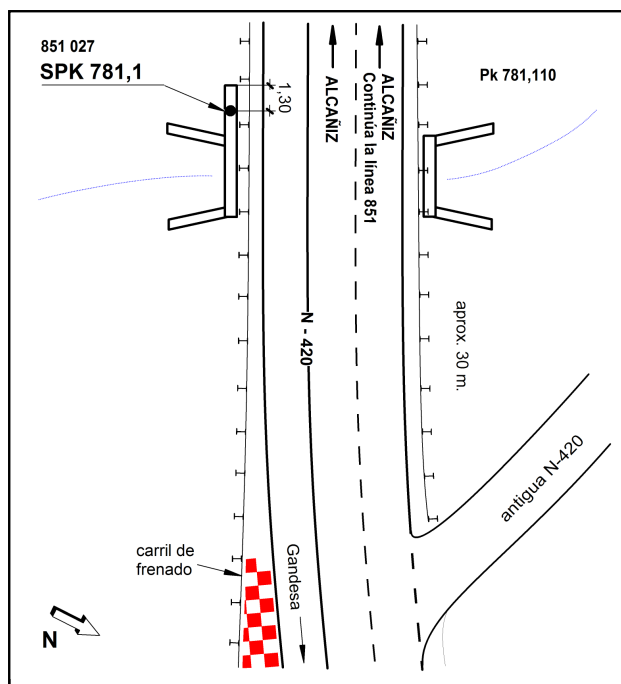 851 027
SPK 781,1
1,30
ALCAÑIZ
ALCAÑIZ
Continúa la línea 851
Pk 781,110
N - 420
aprox. 30 m.
antigua N-420
carril de
frenado
Gandesa
N